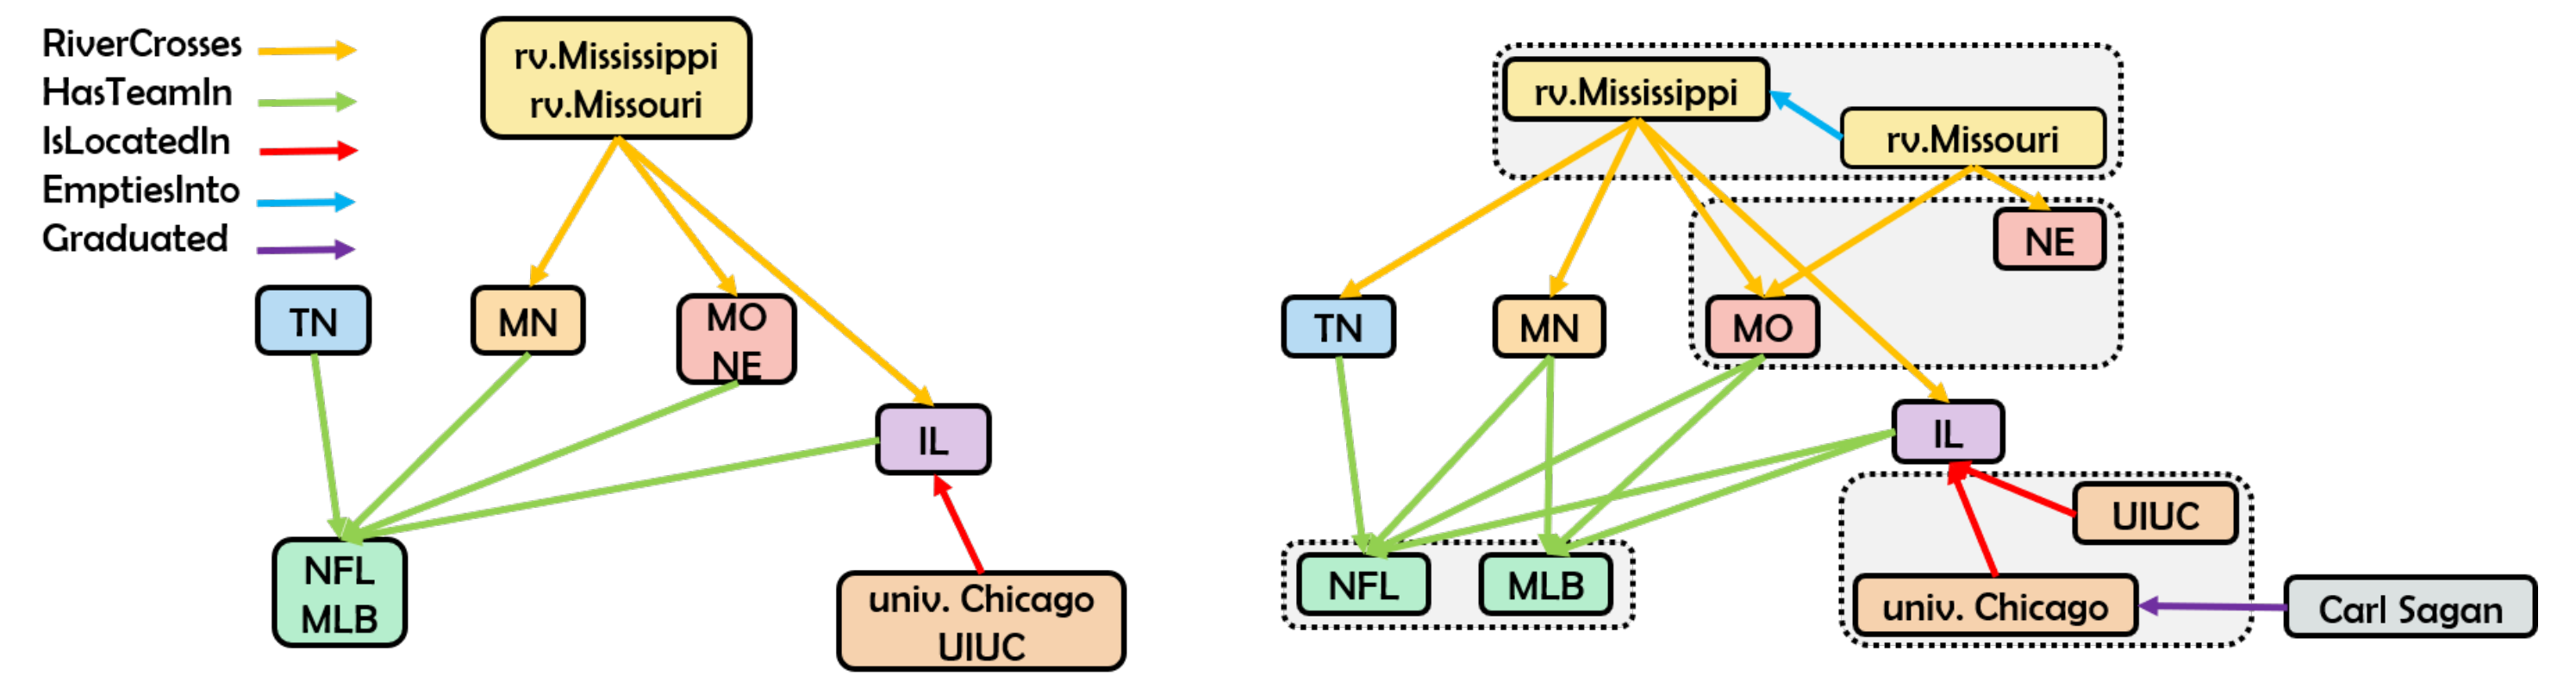 RiverCrosses
HasTeamIn
IsLocatedIn
EmptiesInto
Graduated
rv.Mississippi
rv.Missouri
TN
MN
MO
NE
IL
NFL
MLB
univ. Chicago
UIUC
rv.Mississippi
rv.Missouri
NE
TN
MN
MO
IL
UIUC
NFL
MLB
univ. Chicago
Carl Sagan